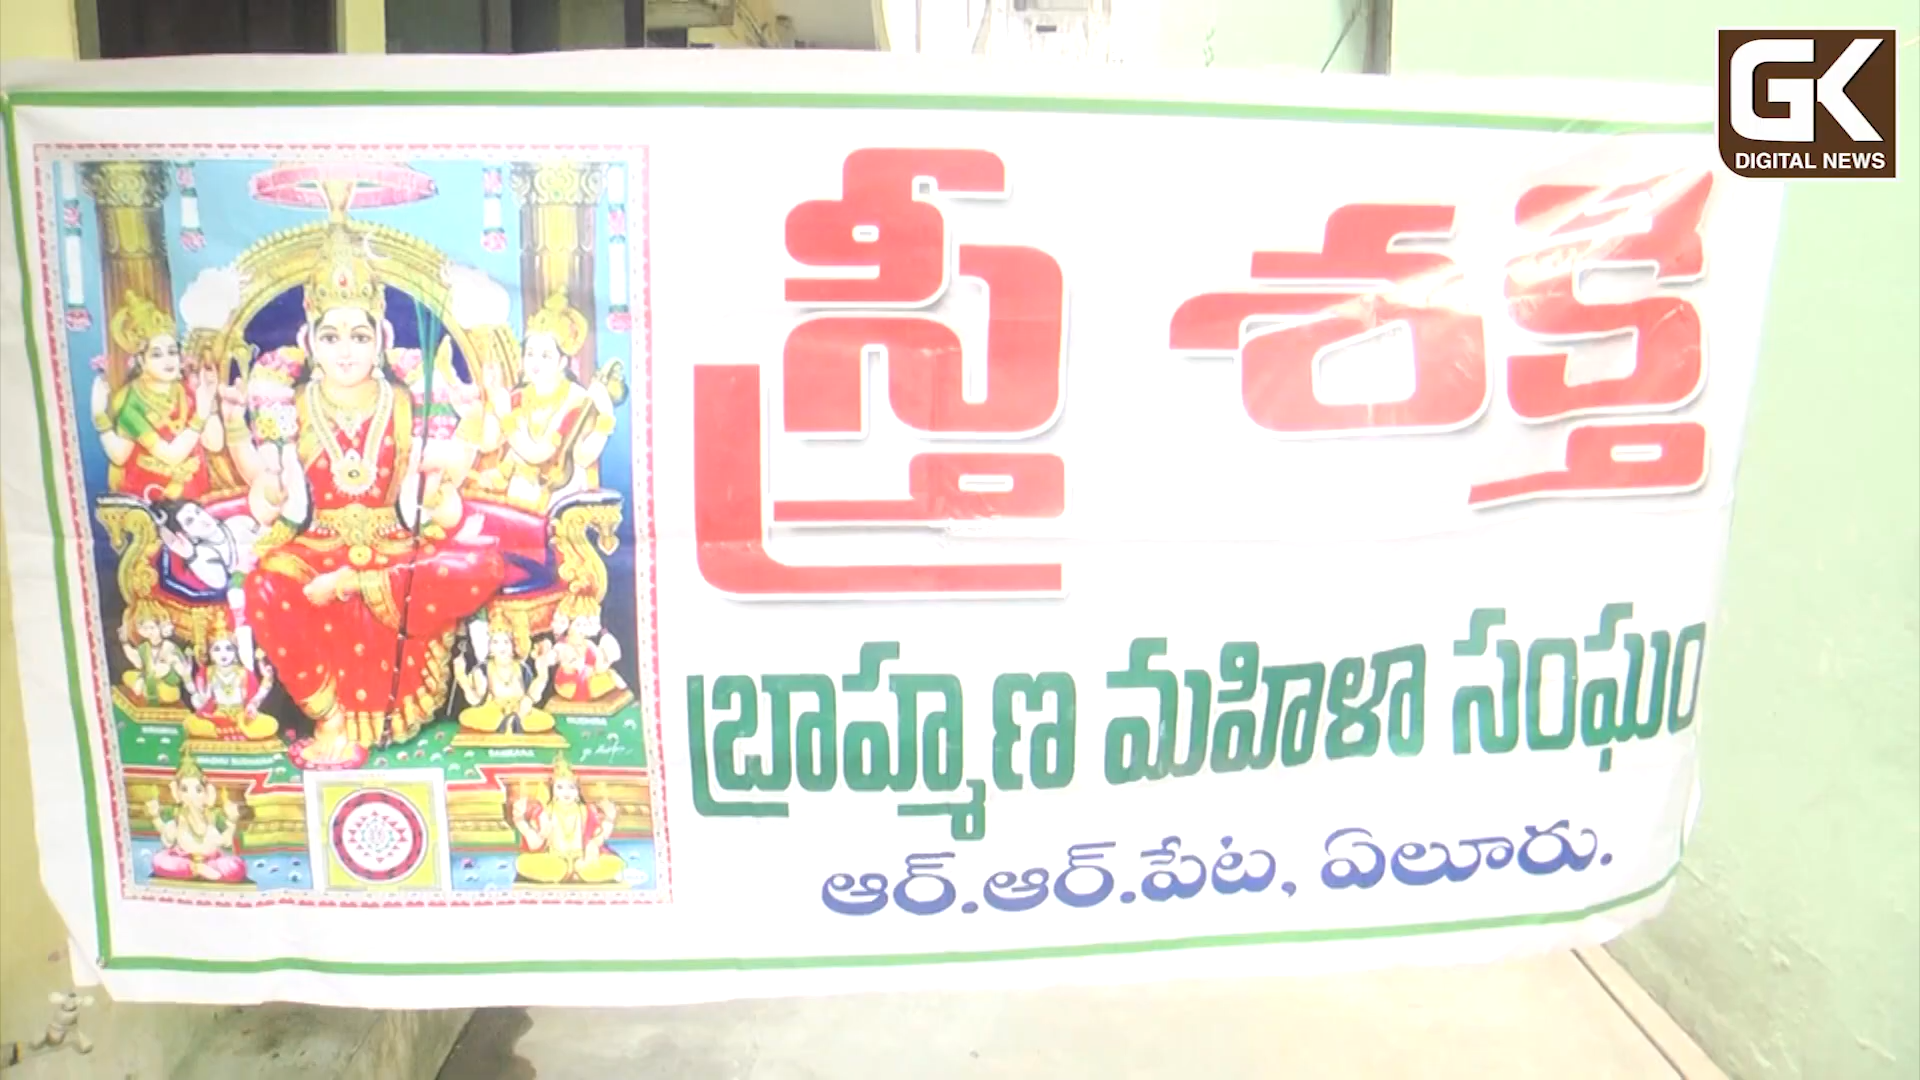 GK
DIGITAL NEWS
స్త్రీ శక్తి
బ్రాహ్మణ మహిళా సంఘం
ఆర్.ఆర్.పేట, ఏలూరు.